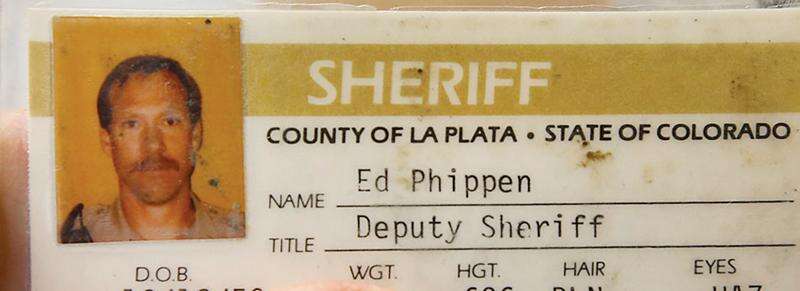 SHERIFF
COUNTY OF LA PLATA • STATE OF COLORADO
NAME Ed Phippen
TITLE Deputy Sheriff
D.O.B. WGT. HGT. HAIR EYES